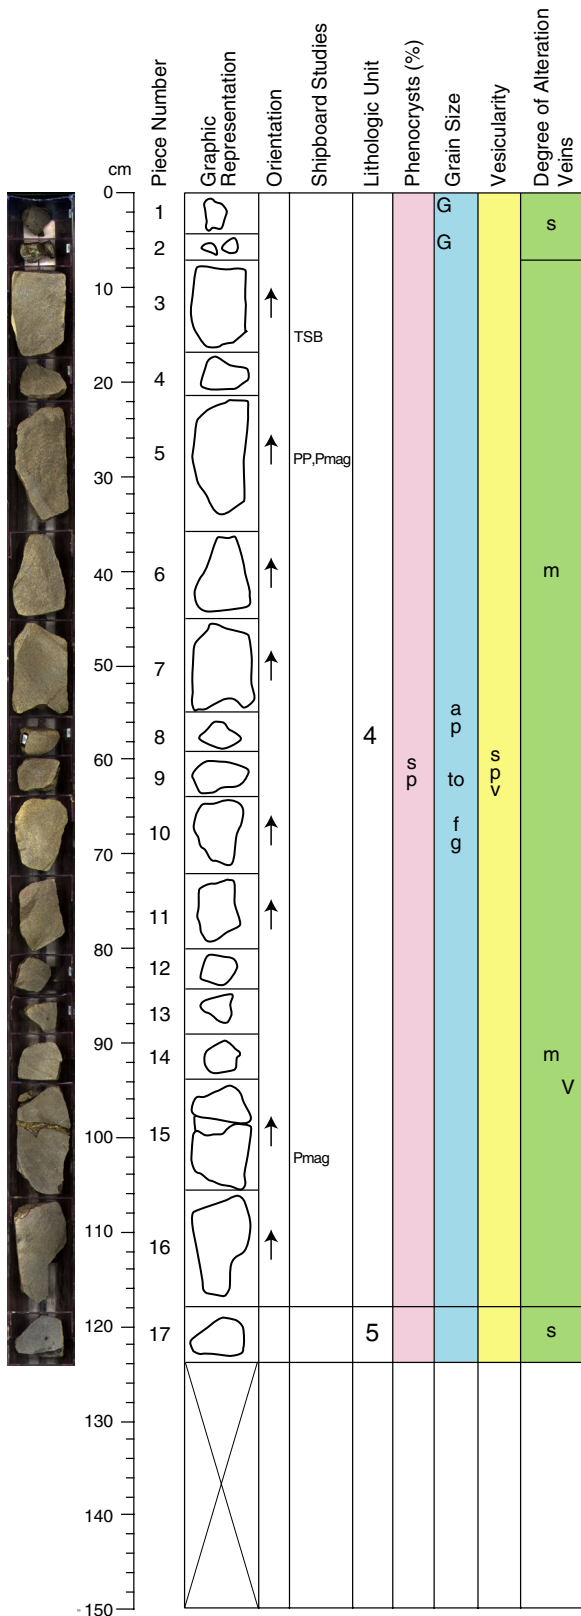 cm
Piece Number
Graphic
Representation
Orientation
Shipboard Studies
Lithologic Unit
Phenocrysts (%)
Grain Size
Vesicularity
Degree of Alteration
Veins
0
1
G
s
2
G
10
3
TSB
20
4
5
PP,Pmag
30
40
6
m
50
7
a
p
8
4
60
9
s
p
to
s
p
v
10
f
g
70
11
80
12
13
90
14
m
V
100
15
Pmag
110
16
120
17
5
s
130
140
150